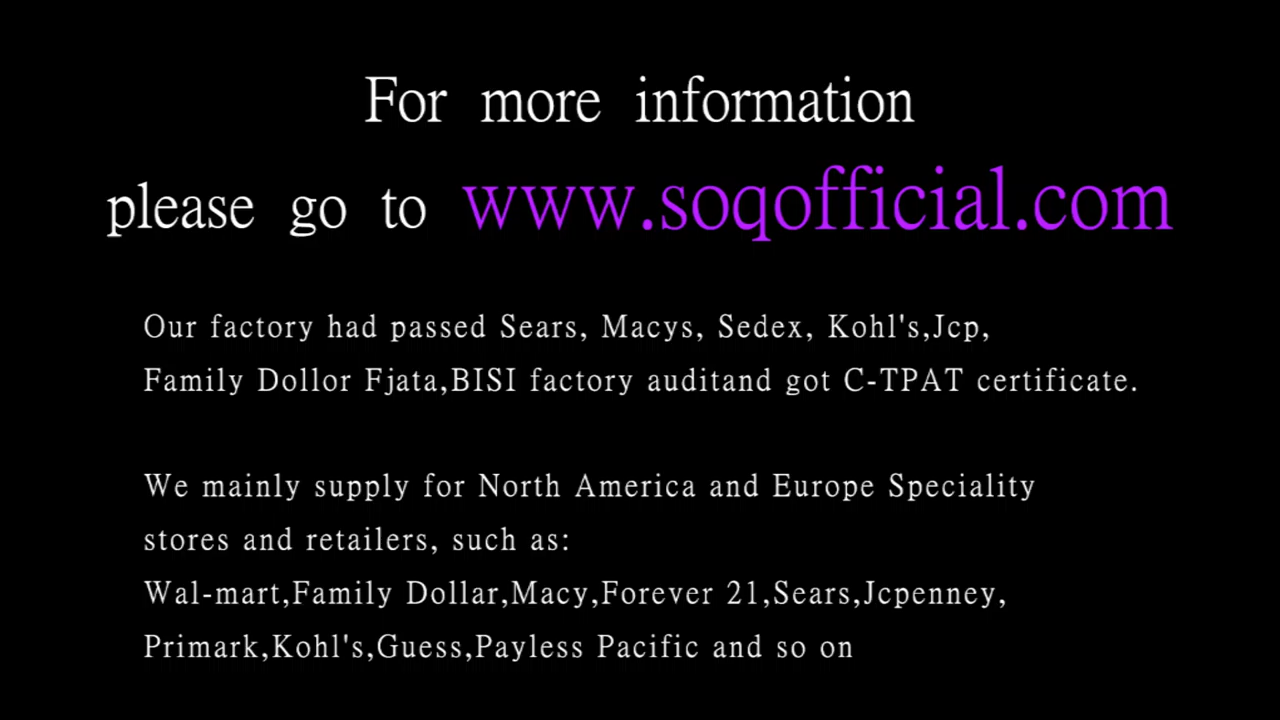 For more information
please go to www.soqofficial.com
Our factory had passed Sears, Macys, Sedex, Kohl's,Jcp,
Family Dollor Fjata,BISI factory auditand got C-TPAT certificate.
We mainly supply for North America and Europe Speciality
stores and retailers, such as:
Wal-mart,Family Dollar,Macy,Forever 21,Sears,Jcpenney,
Primark,Kohl's,Guess,Payless Pacific and so on